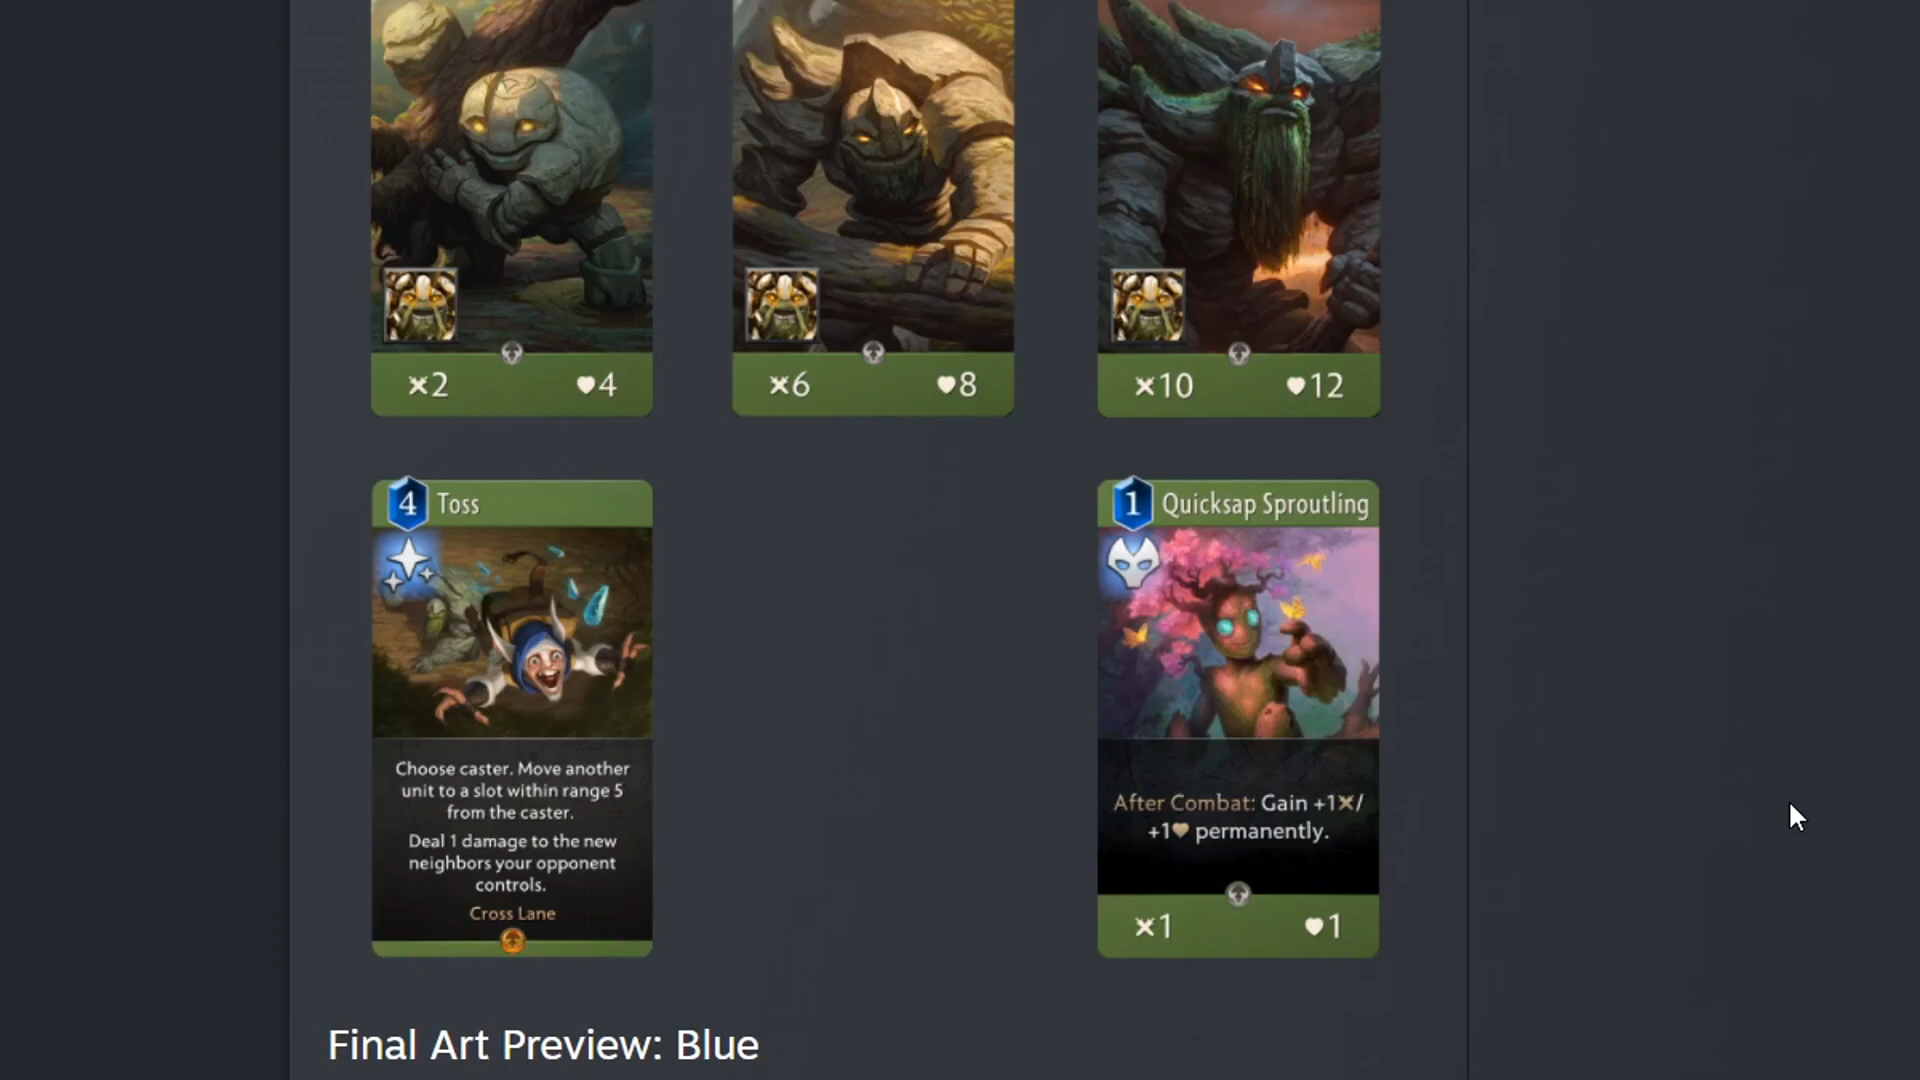 2 4
6 8
10 12
4 Toss
1 Quicksap Sproutling
Choose caster. Move another
unit to a slot within range 5
from the caster.
Deal 1 damage to the new
neighbors your opponent
controls.
Cross Lane
After Combat: Gain +1/
+1 permanently.
1 1
Final Art Preview: Blue